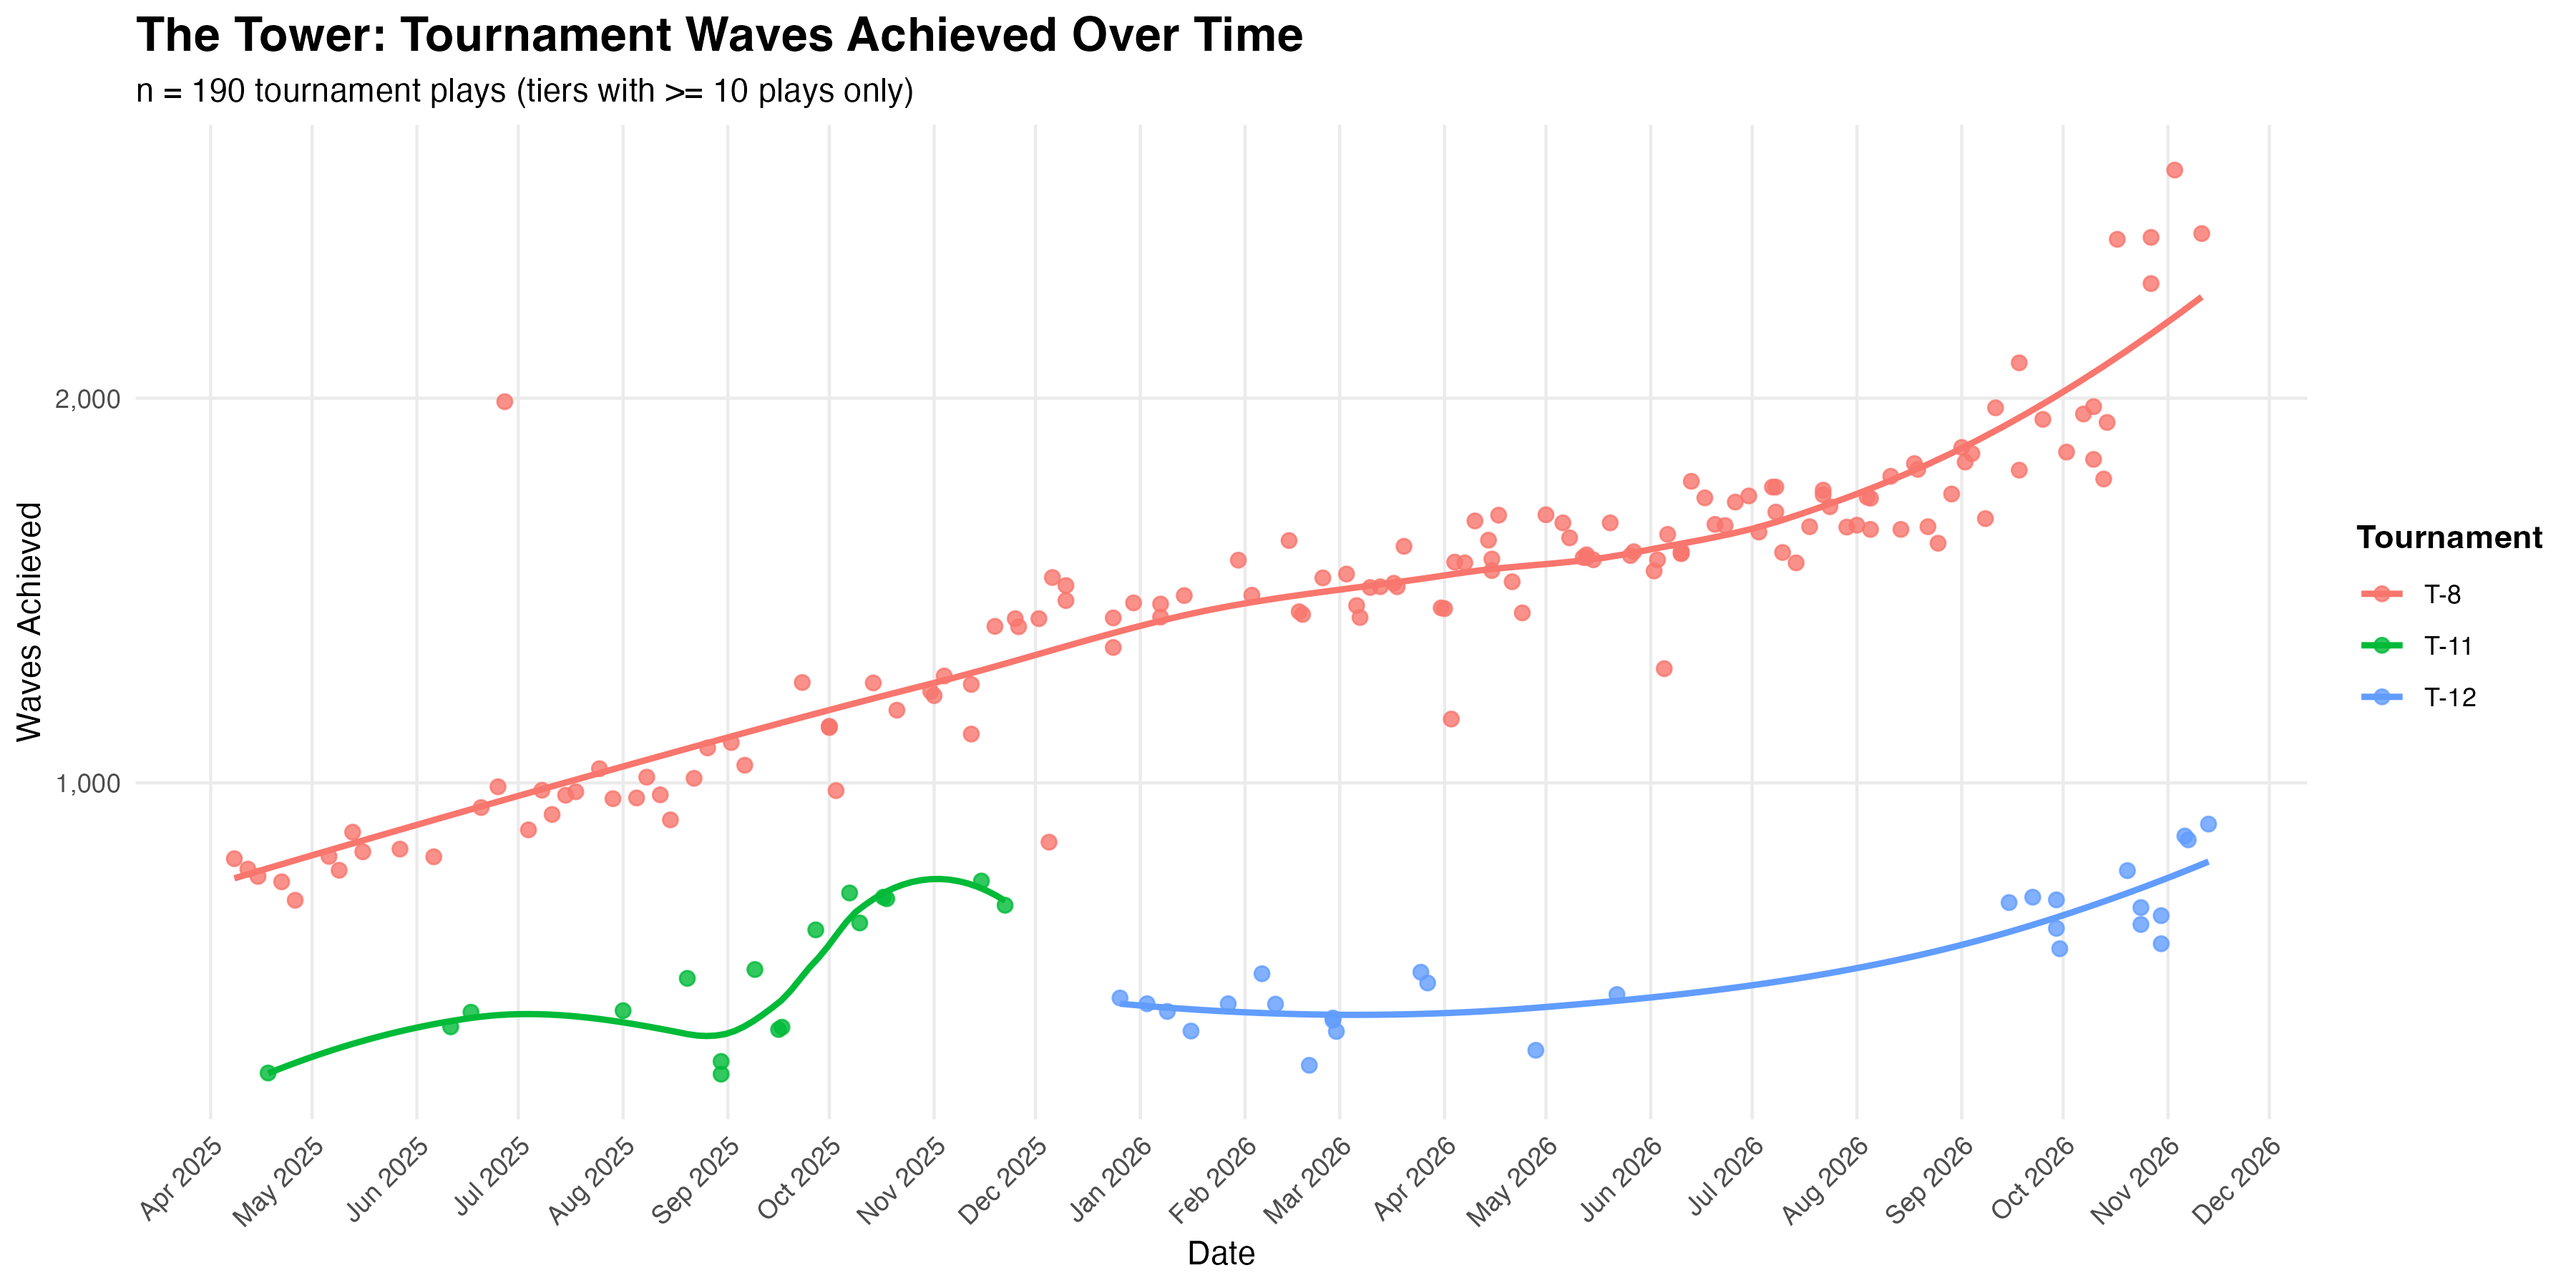 The Tower: Tournament Waves Achieved Over Time
n = 190 tournament plays (tiers with >= 10 plays only)
Waves Achieved
2,000
1,000
Apr 2025
May 2025
Jun 2025
Jul 2025
Aug 2025
Sep 2025
Oct 2025
Nov 2025
Dec 2025
Jan 2026
Feb 2026
Mar 2026
Apr 2026
May 2026
Jun 2026
Jul 2026
Aug 2026
Sep 2026
Oct 2026
Nov 2026
Dec 2026
Date
Tournament
T-8
T-11
T-12